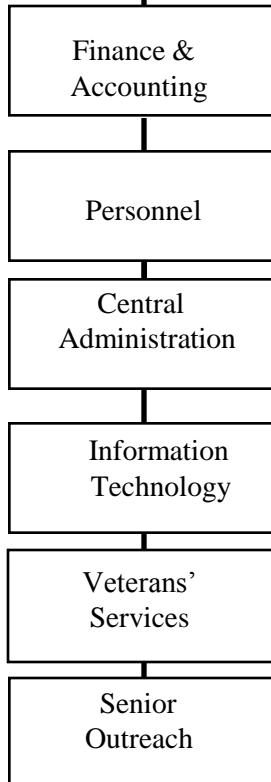 Finance &
Accounting
Personnel
Central
Administration
Information
Technology
Veterans’
Services
Senior
Outreach